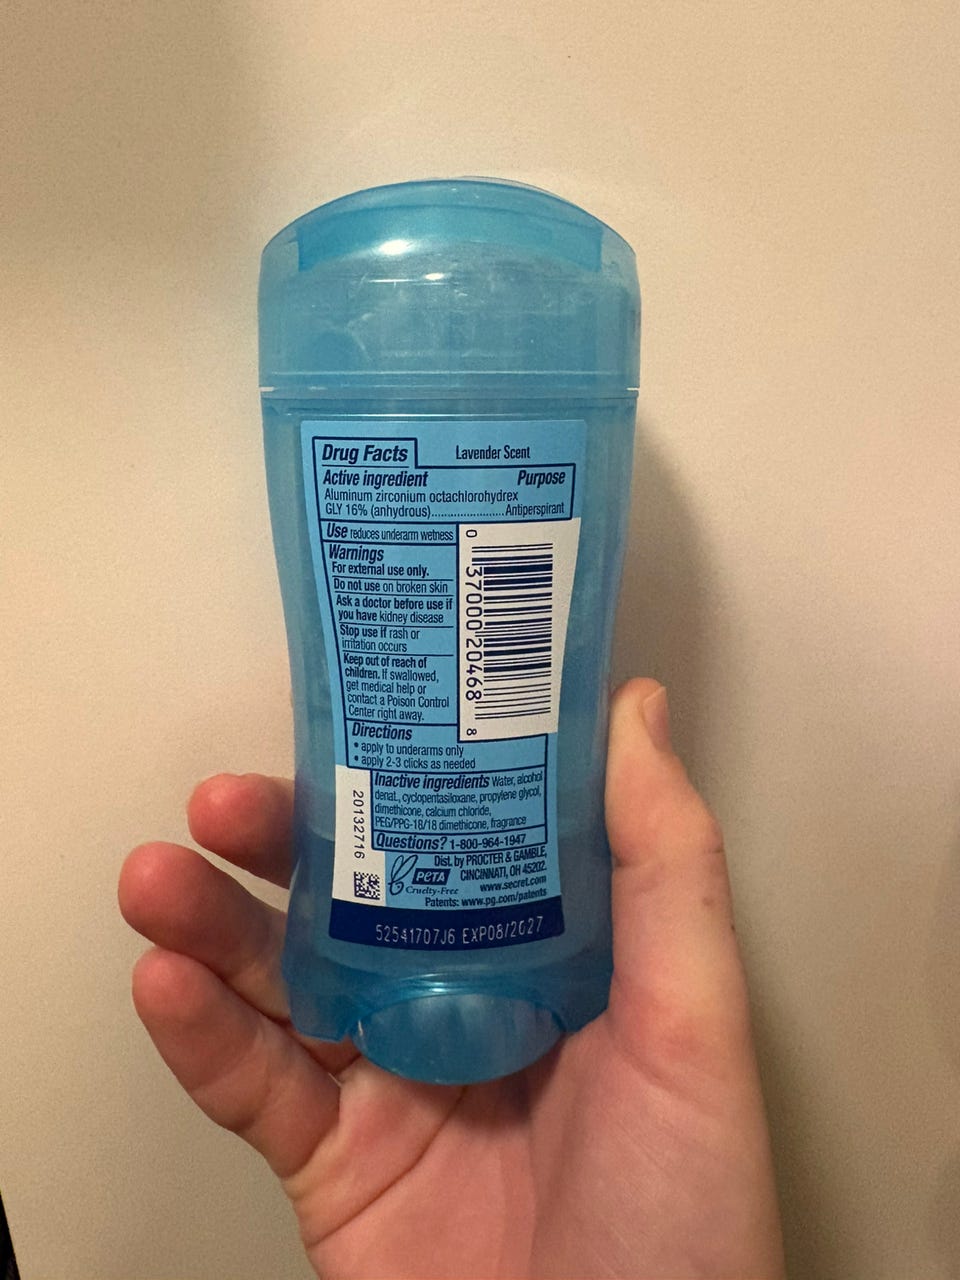 Drug Facts
Lavender Scent
Active ingredient Purpose
Aluminum zirconium octachlorohydrex
GLY 16% (anhydrous)........................Antiperspirant
Use reduces underarm wetness
Warnings
For external use only.
Do not use on broken skin
Ask a doctor before use if
you have kidney disease
Stop use if rash or
irritation occurs
Keep out of reach of
children. If swallowed,
get medical help or
contact a Poison Control
Center right away.
0 37000 20468 8
Directions
• apply to underarms only
• apply 2-3 clicks as needed
Inactive ingredients Water, alcohol
denat., cyclopentasiloxane, propylene glycol,
dimethicone, calcium chloride,
PEG/PPG-18/18 dimethicone, fragrance
Questions? 1-800-964-1947
20132716
PETA
Cruelty-Free
Dist. by PROCTER & GAMBLE,
CINCINNATI, OH 45202.
www.secret.com
Patents: www.pg.com/patents
52541707J6 EXP08/2027